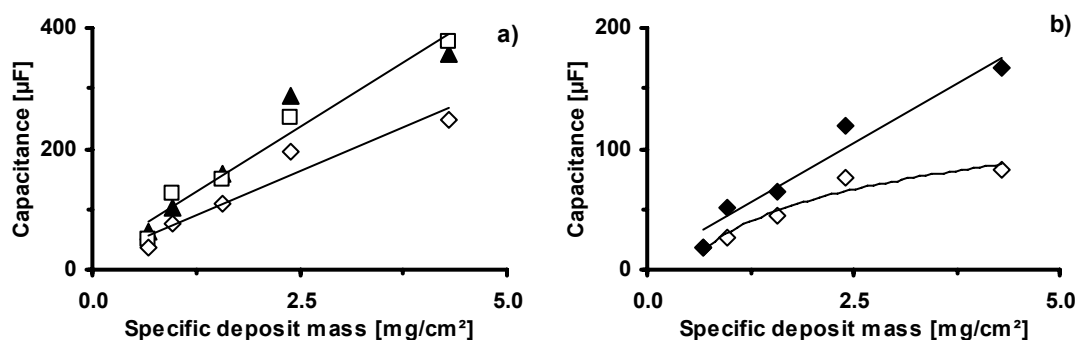 a)
Capacitance [µF]
400
200
0
0.0 2.5 5.0
Specific deposit mass [mg/cm²]
b)
Capacitance [µF]
200
100
0
0.0 2.5 5.0
Specific deposit mass [mg/cm²]